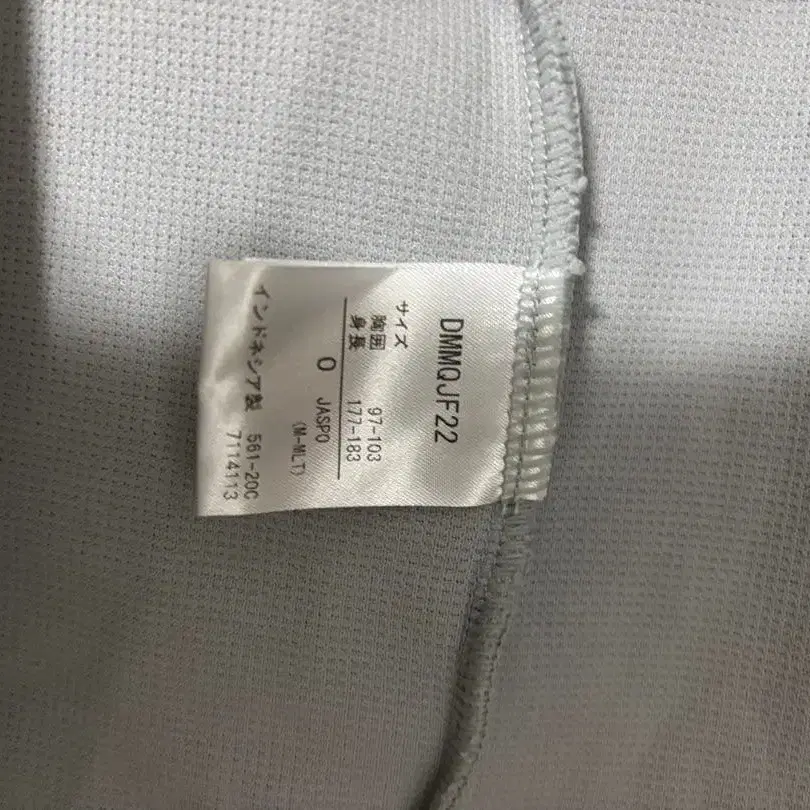 DMMQJF22
サイズ
胸囲 97-103
身長 177-183
O JASPO
(M-MLT)
インドネシア製 561-20C
7114113